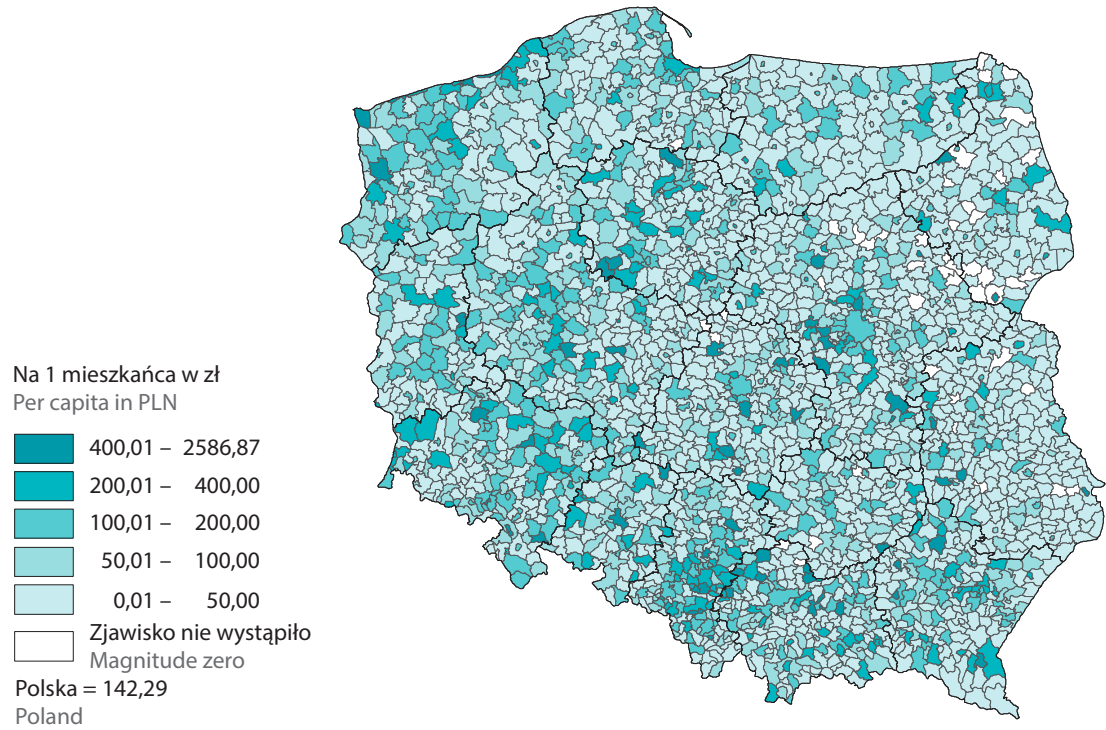 Na 1 mieszkańca w zł
Per capita in PLN
400,01 – 2586,87
200,01 – 400,00
100,01 – 200,00
50,01 – 100,00
0,01 – 50,00
Zjawisko nie wystąpiło
Magnitude zero
Polska = 142,29
Poland